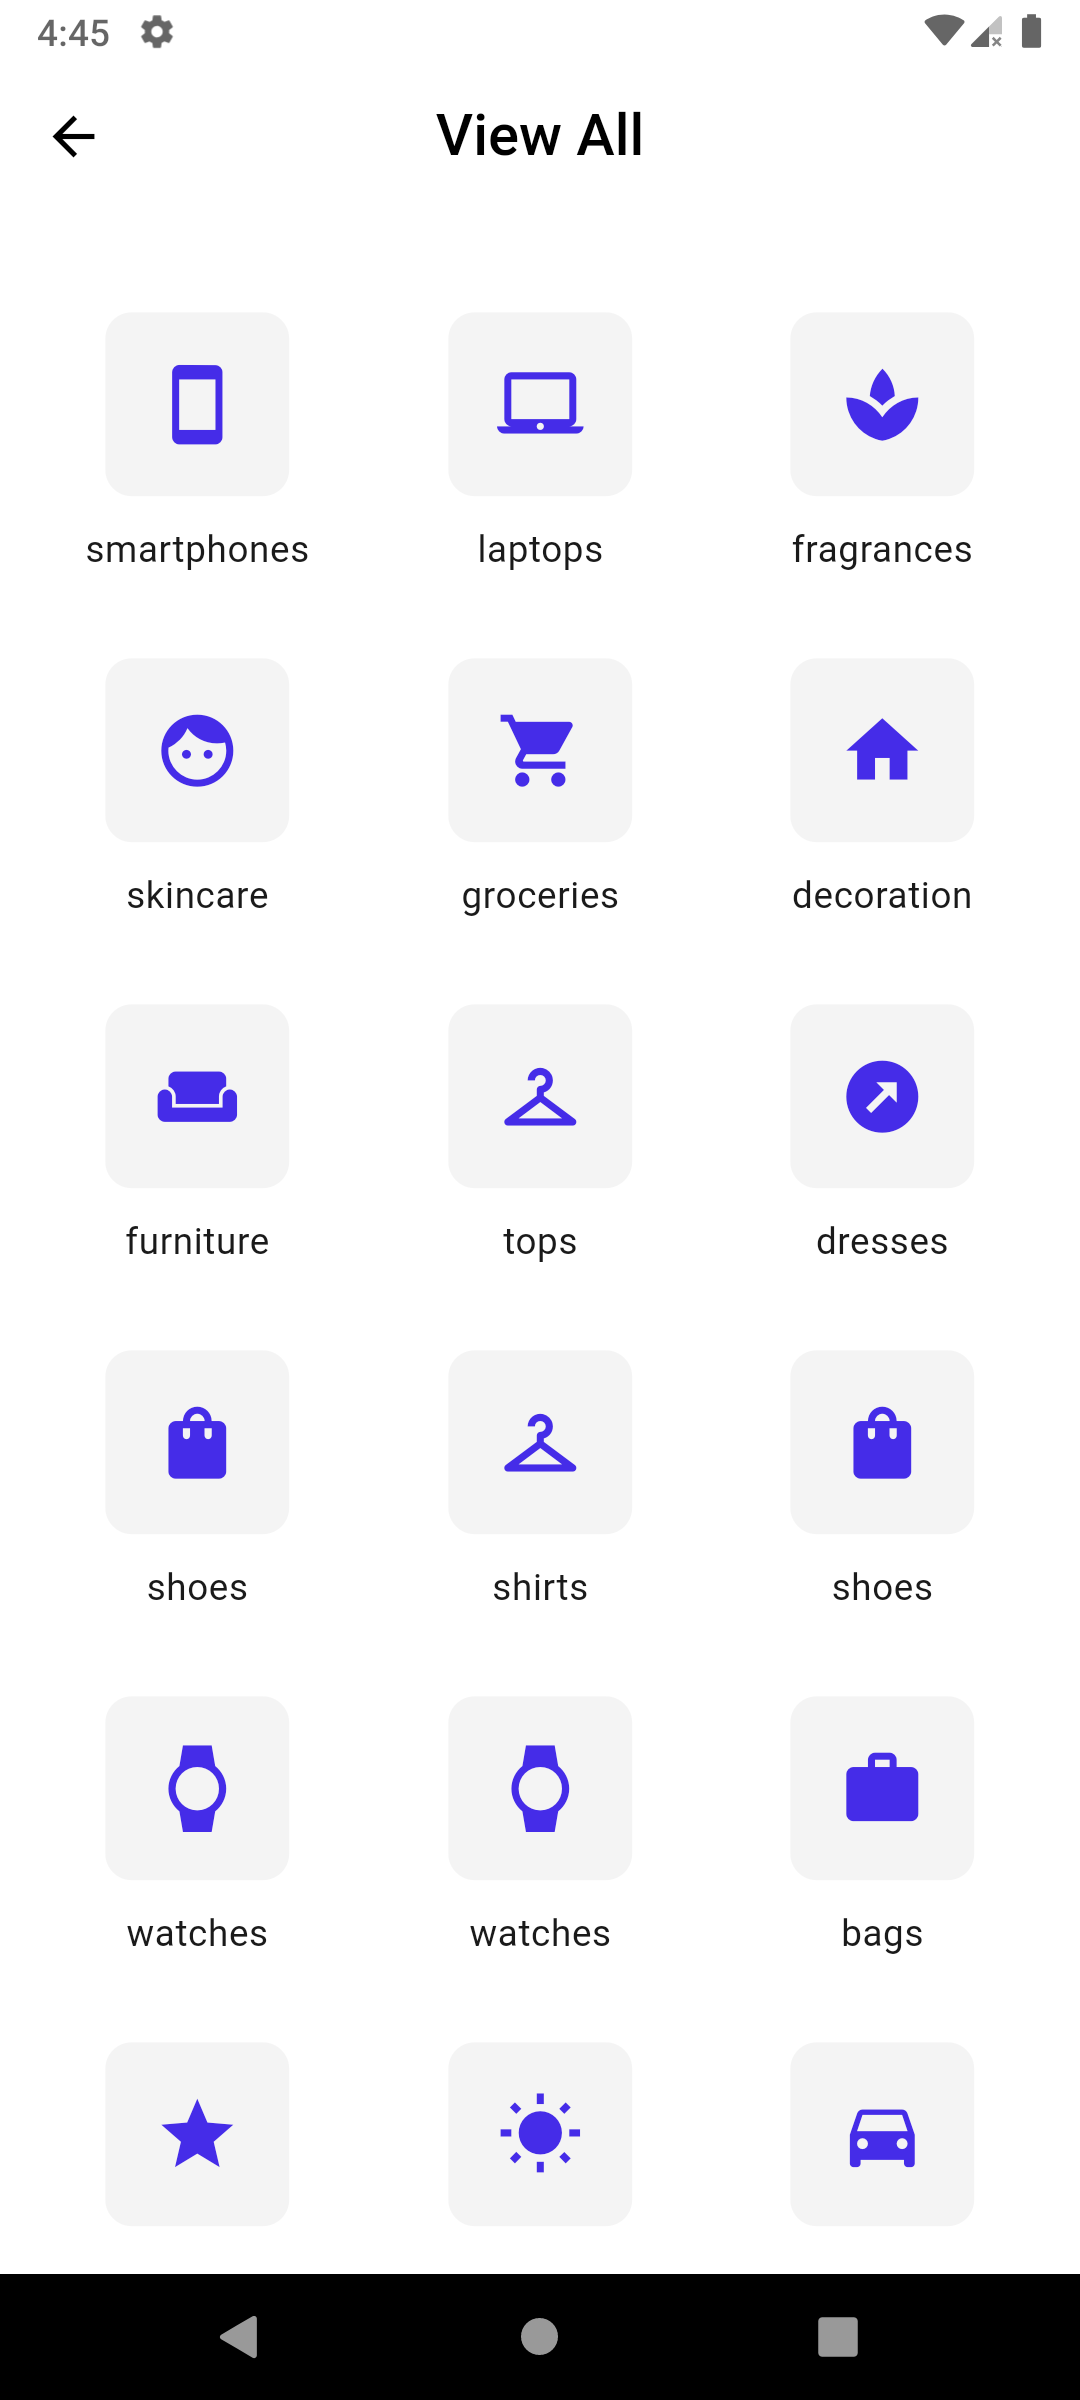 4:45
View All
smartphones laptops fragrances
skincare groceries decoration
furniture tops dresses
shoes shirts shoes
watches watches bags